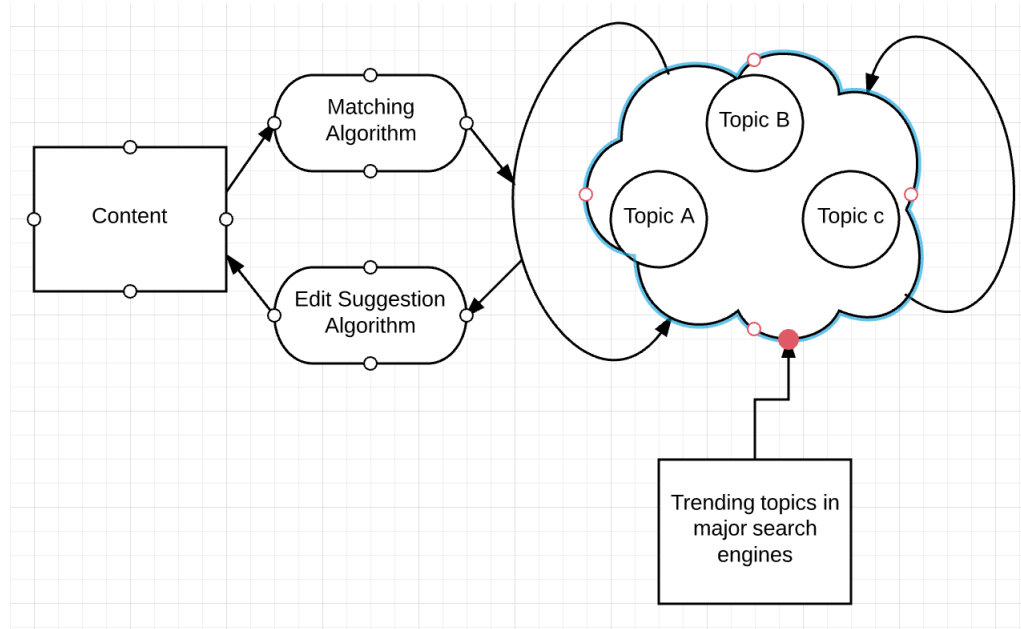 Matching
Algorithm
Topic B
Content
Topic A
Topic c
Edit Suggestion
Algorithm
Trending topics in
major search
engines